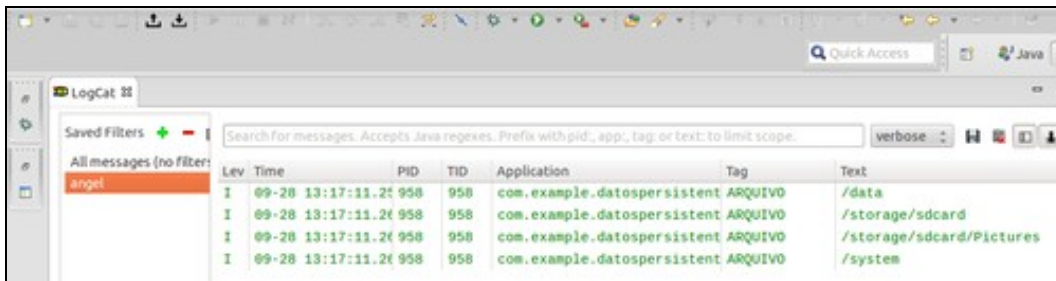 Quick Access
Java
LogCat
Saved Filters
Search for messages. Accepts Java regexes. Prefix with pid:, app:, tag: or text: to limit scope.
verbose
All messages (no filters
angel
Lev Time PID TID Application Tag Text
I 09-28 13:17:11.25 958 958 com.example.datospersistent ARQUIVO /data
I 09-28 13:17:11.26 958 958 com.example.datospersistent ARQUIVO /storage/sdcard
I 09-28 13:17:11.26 958 958 com.example.datospersistent ARQUIVO /storage/sdcard/Pictures
I 09-28 13:17:11.26 958 958 com.example.datospersistent ARQUIVO /system